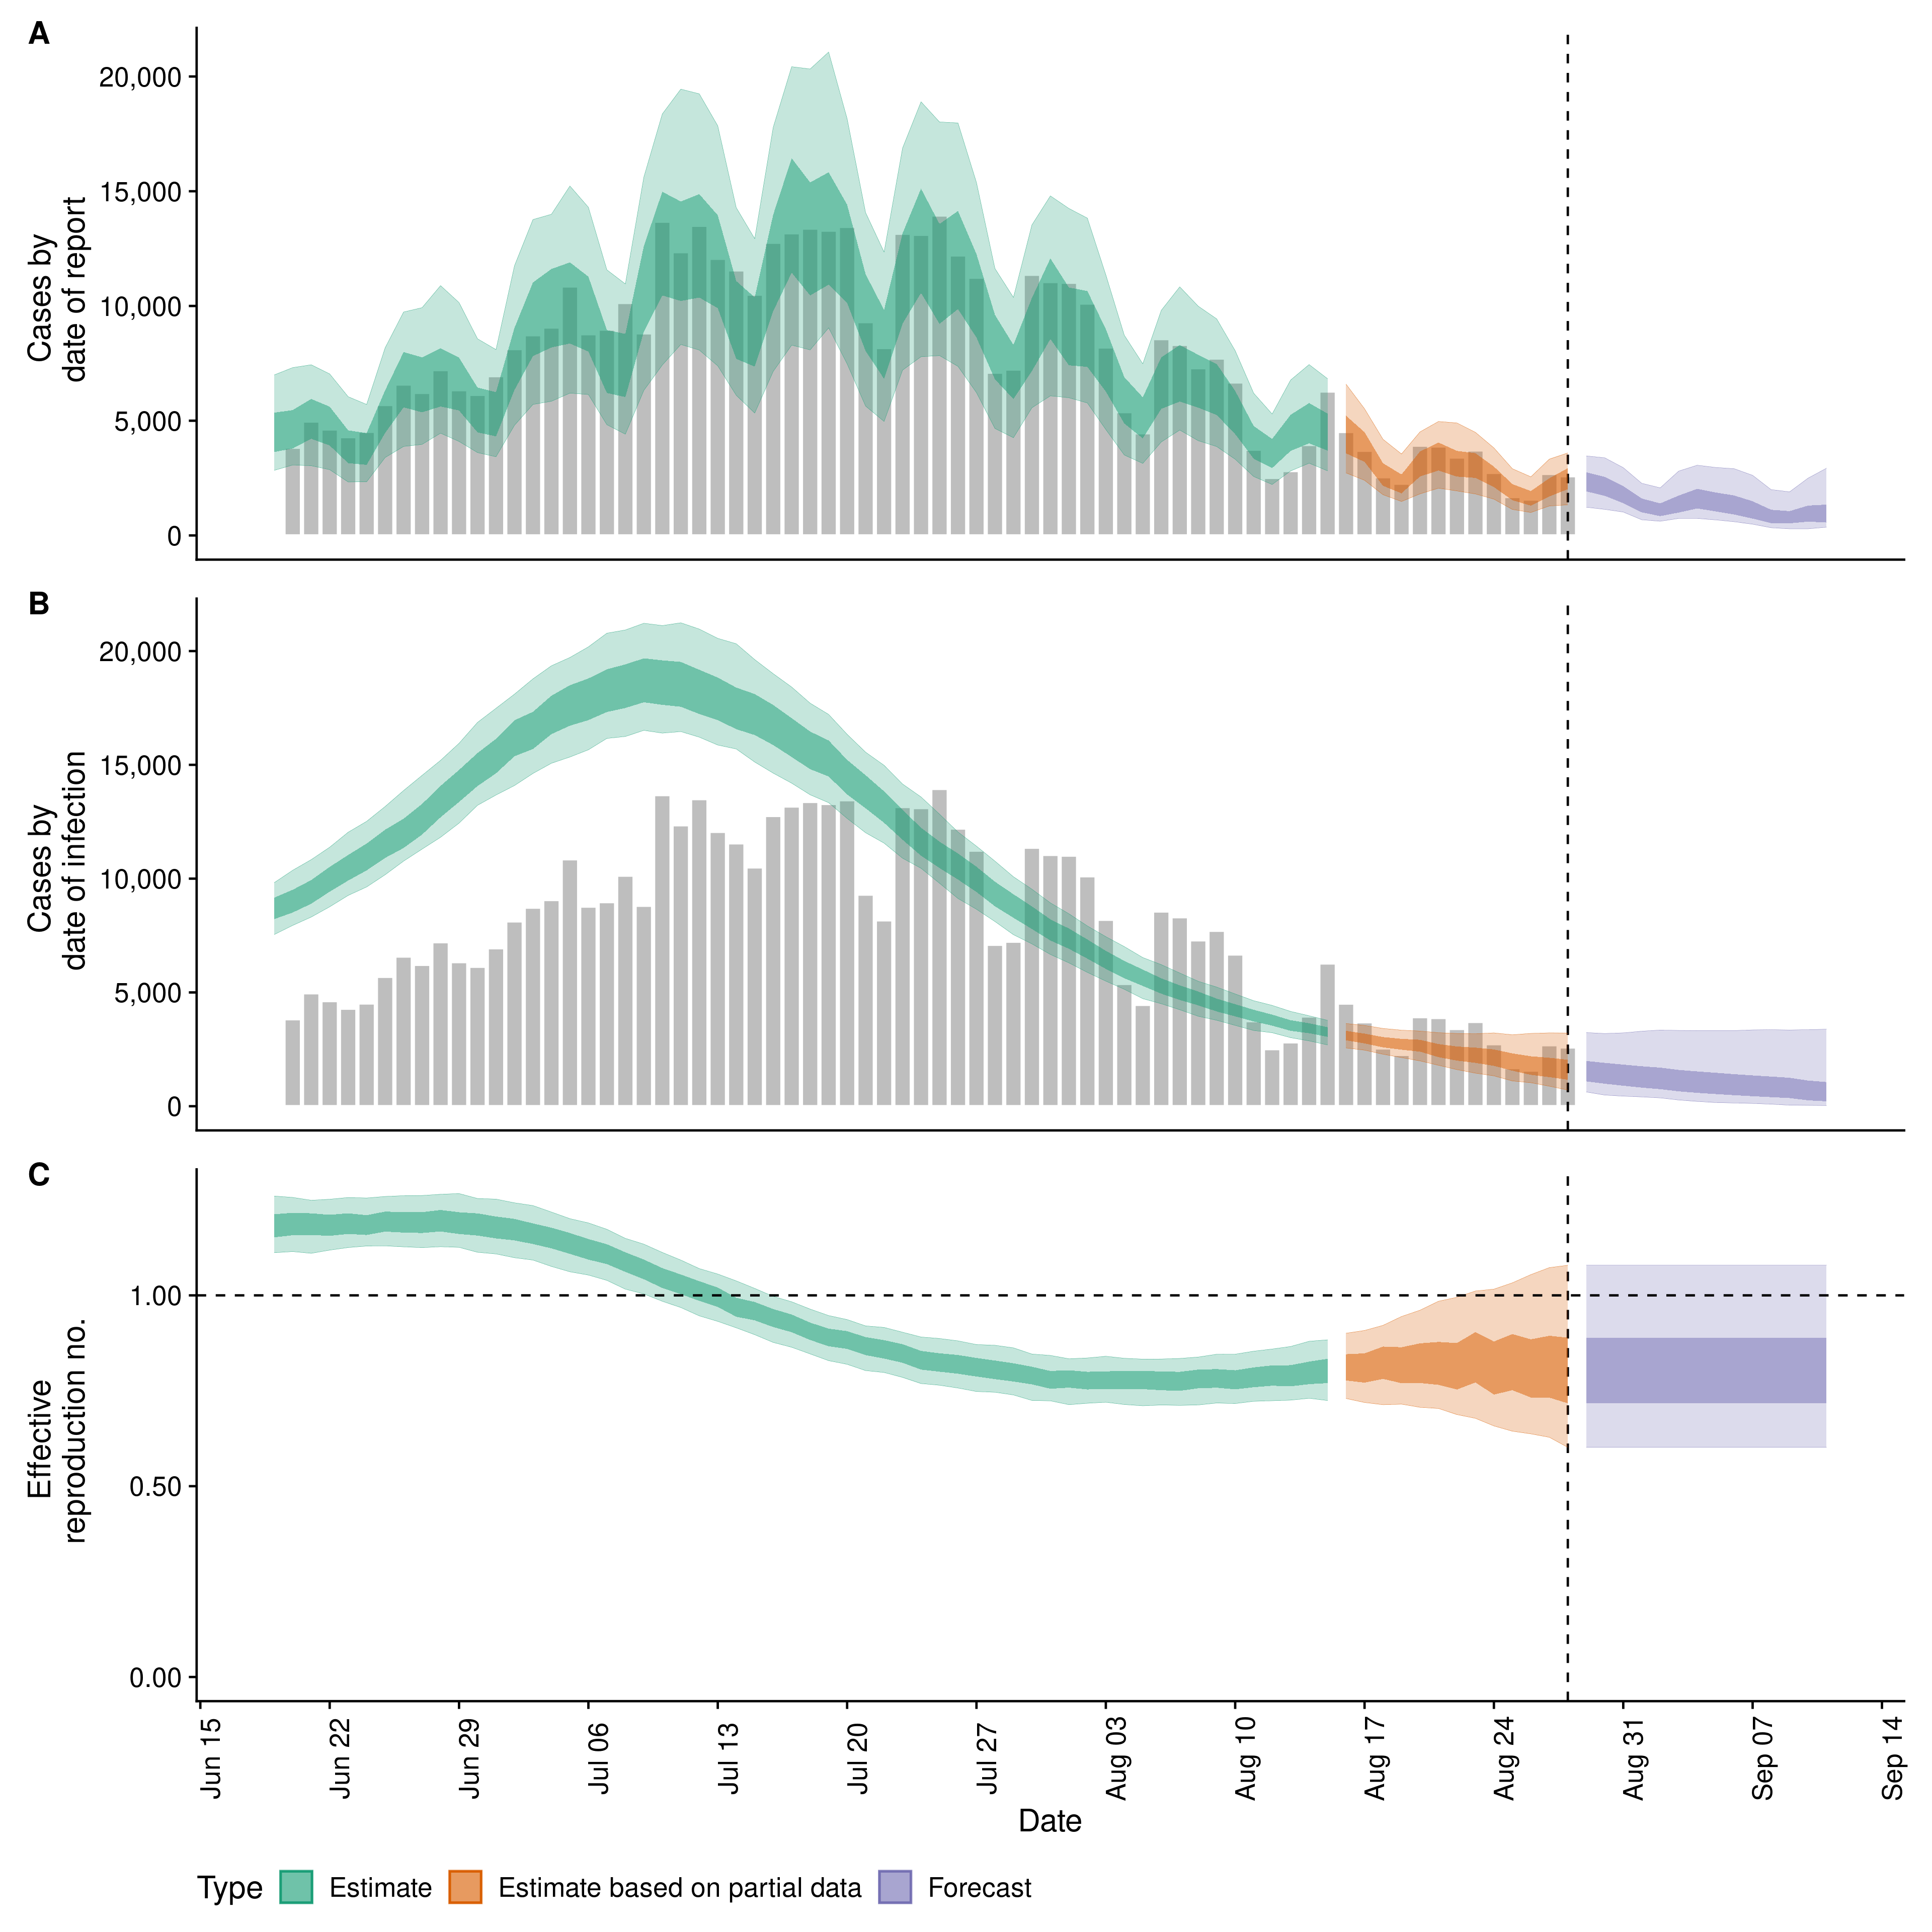 A
20,000
15,000
10,000
5,000
0
Cases by
date of report
B
20,000
15,000
10,000
5,000
0
Cases by
date of infection
C
1.00
0.50
0.00
Effective
reproduction no.
Jun 15
Jun 22
Jun 29
Jul 06
Jul 13
Jul 20
Jul 27
Aug 03
Aug 10
Aug 17
Aug 24
Aug 31
Sep 07
Sep 14
Date
Type Estimate Estimate based on partial data Forecast